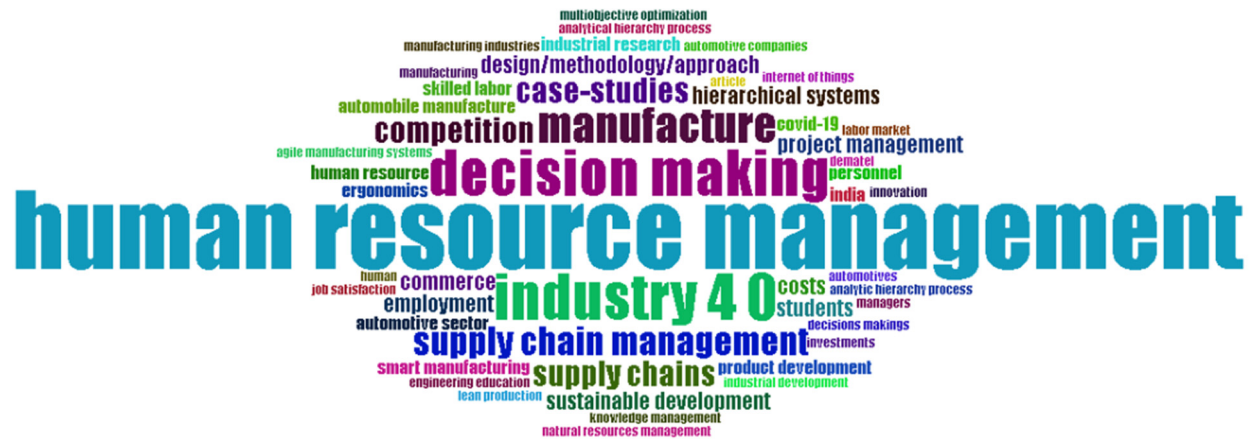 multiobjective optimization
analytical hierarchy process
manufacturing industries industrial research automotive companies
manufacturing design/methodology/approach article internet of things
skilled labor case-studies hierarchical systems
automobile manufacture
competition manufacture covid-19 labor market
project management
agile manufacturing systems decision making dematel
human resource personnel
ergonomics india innovation
human resource management
human commerce industry 4 0 costs automotives
job satisfaction analytic hierarchy process
employment students managers
automotive sector supply chain management decisions makings
investments
smart manufacturing supply chains product development
engineering education industrial development
lean production sustainable development
knowledge management
natural resources management